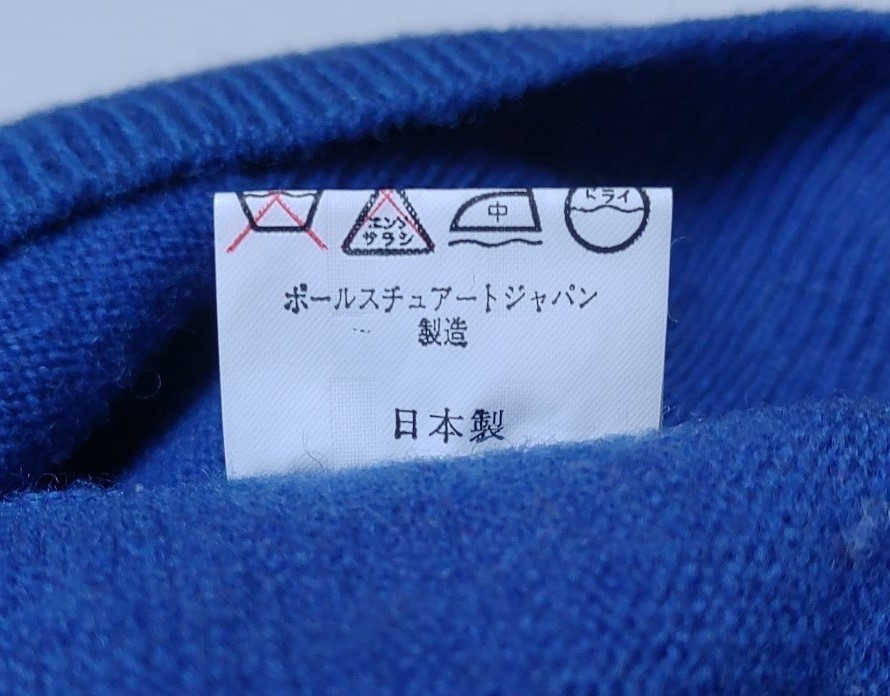 エンソ
サラシ
中
ドライ
ポールスチュアートジャパン
製造
日本製